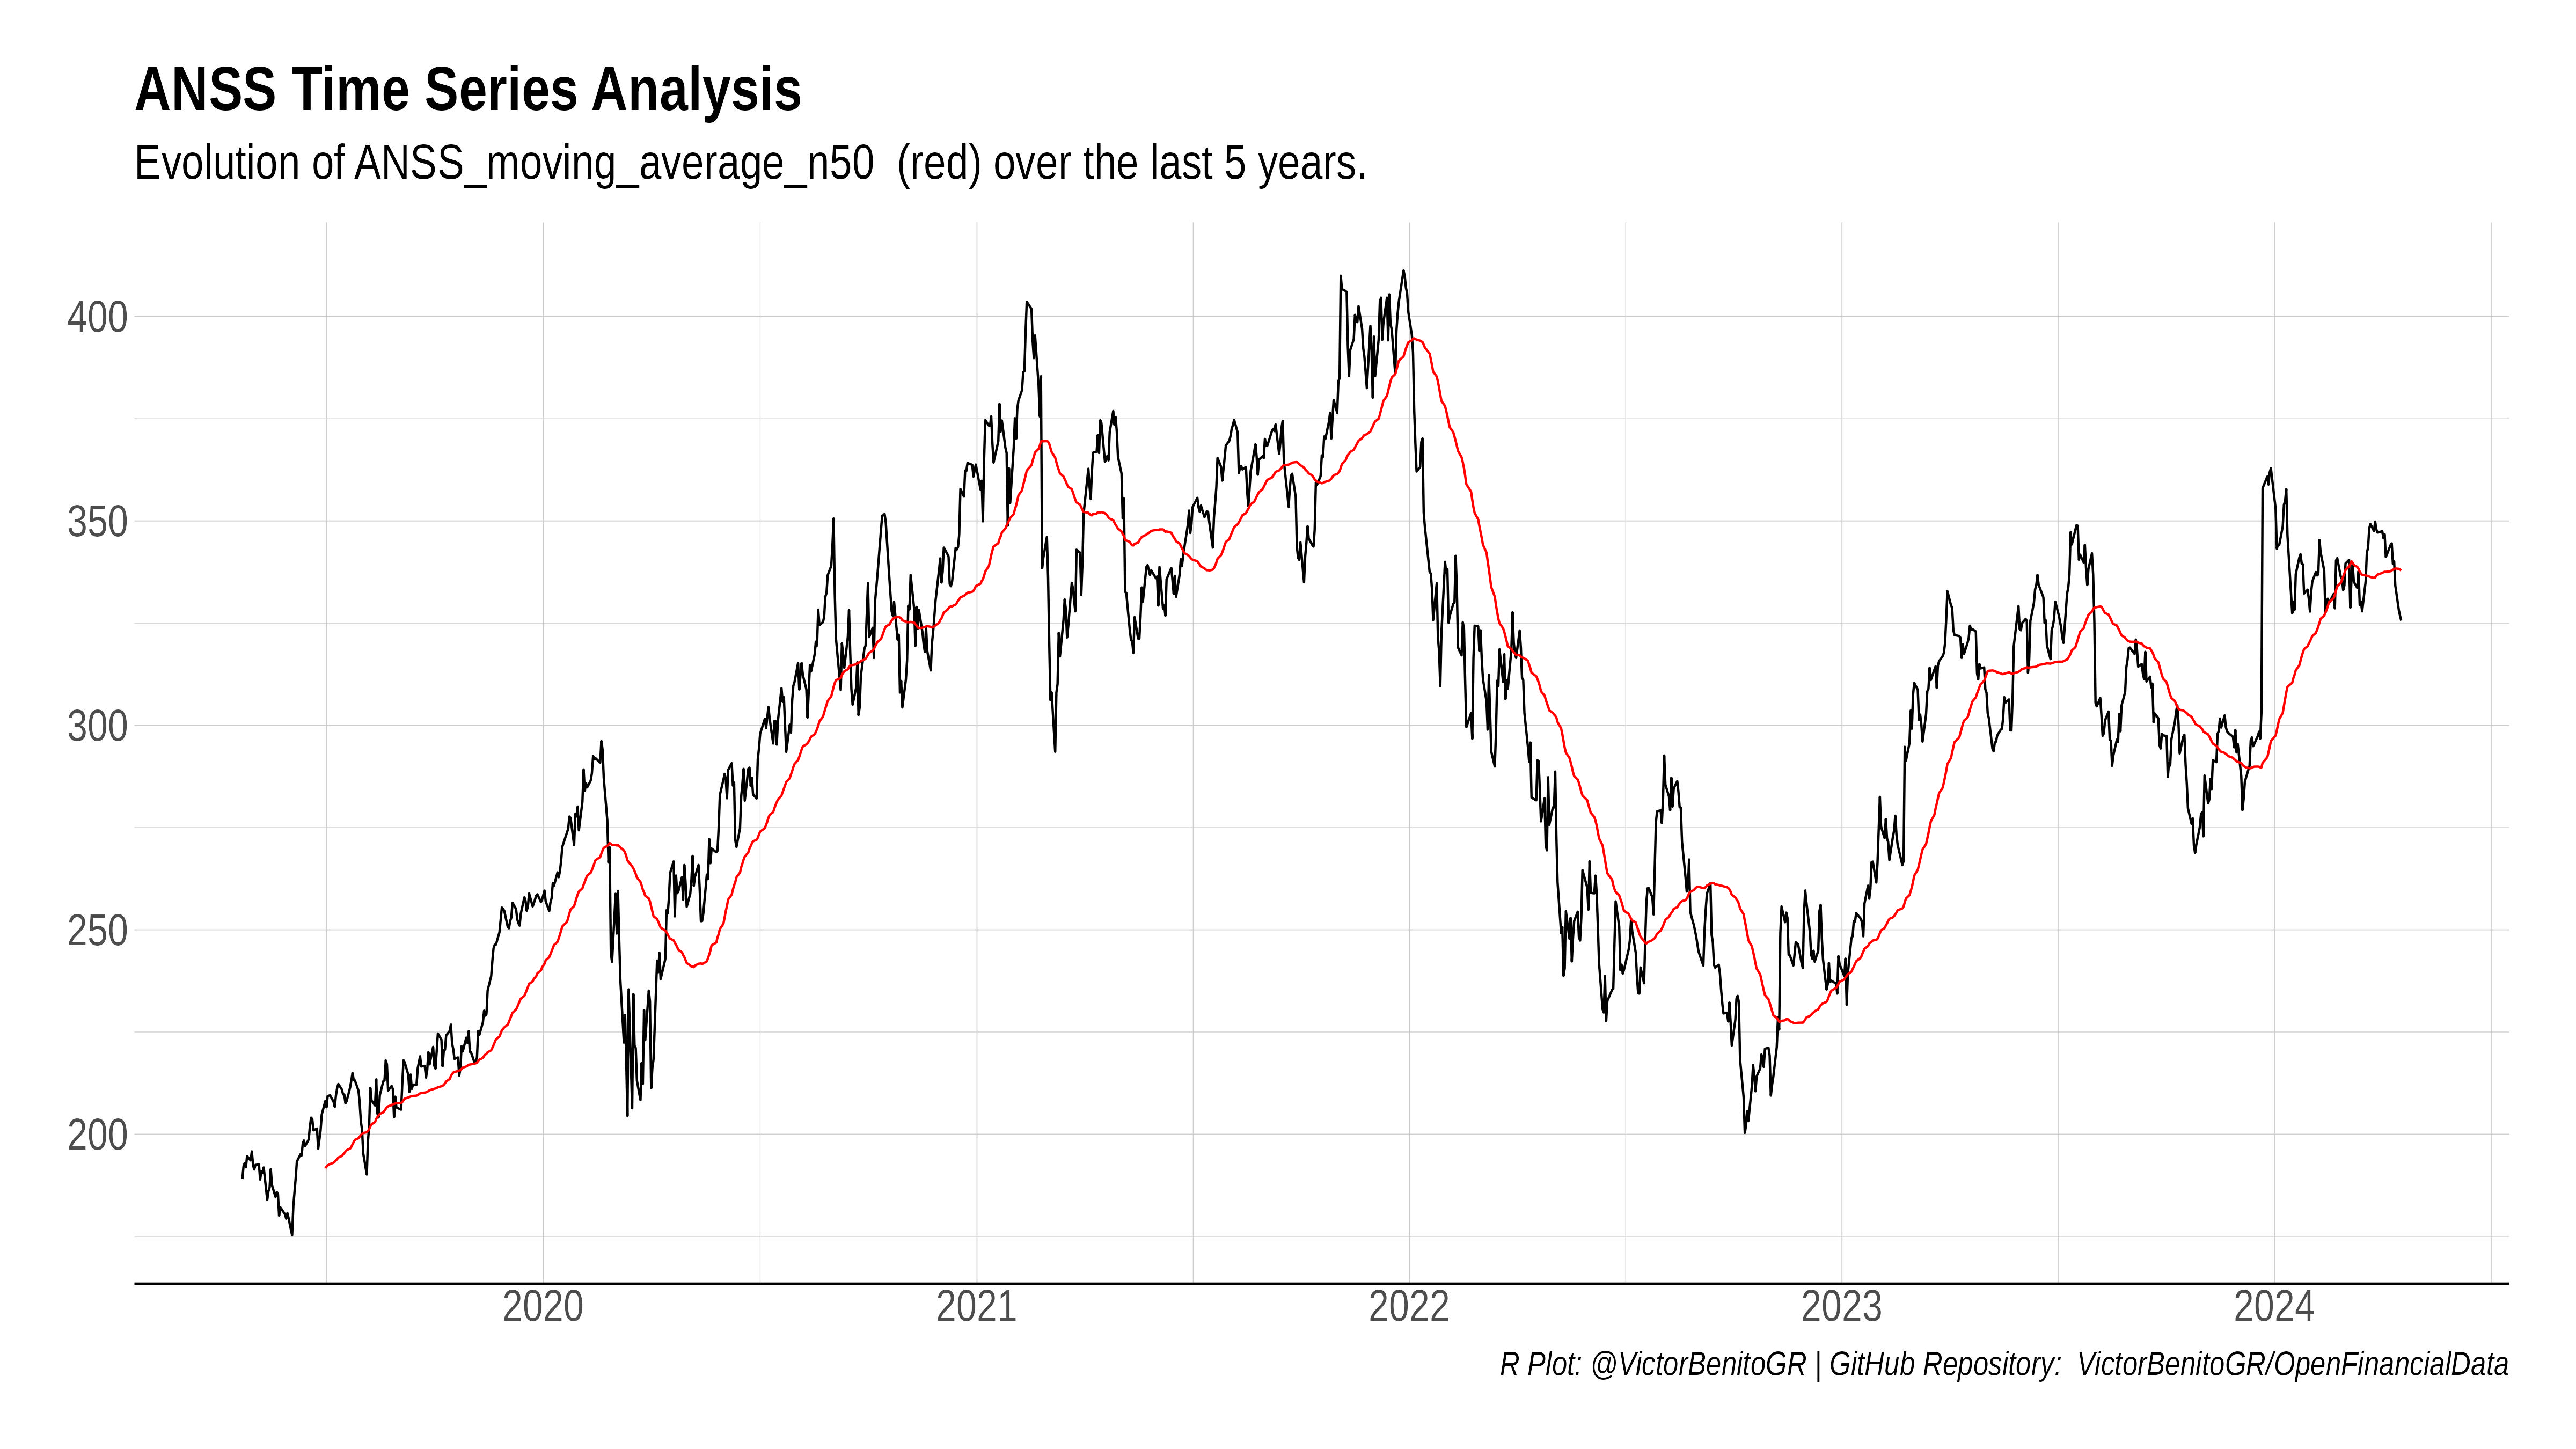 ANSS Time Series Analysis
Evolution of ANSS_moving_average_n50  (red) over the last 5 years.
400
350
300
250
200
2020 2021 2022 2023 2024
R Plot: @VictorBenitoGR | GitHub Repository:  VictorBenitoGR/OpenFinancialData